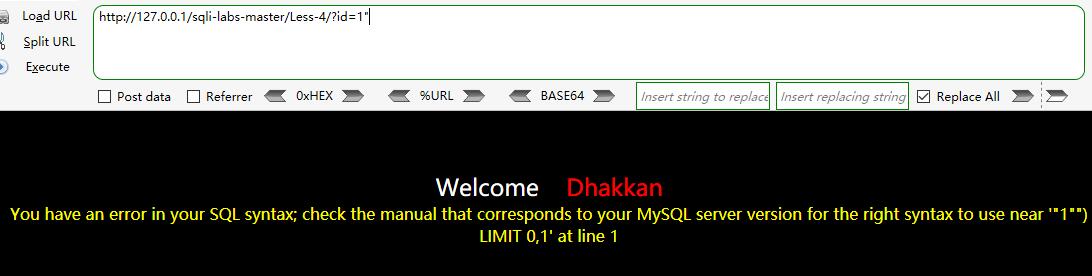 Load URL
http://127.0.0.1/sqli-labs-master/Less-4/?id=1"
Split URL
Execute
Post data Referrer 0xHEX %URL BASE64 Insert string to replace Insert replacing string Replace All
Welcome Dhakkan
You have an error in your SQL syntax; check the manual that corresponds to your MySQL server version for the right syntax to use near '"1"")
LIMIT 0,1' at line 1